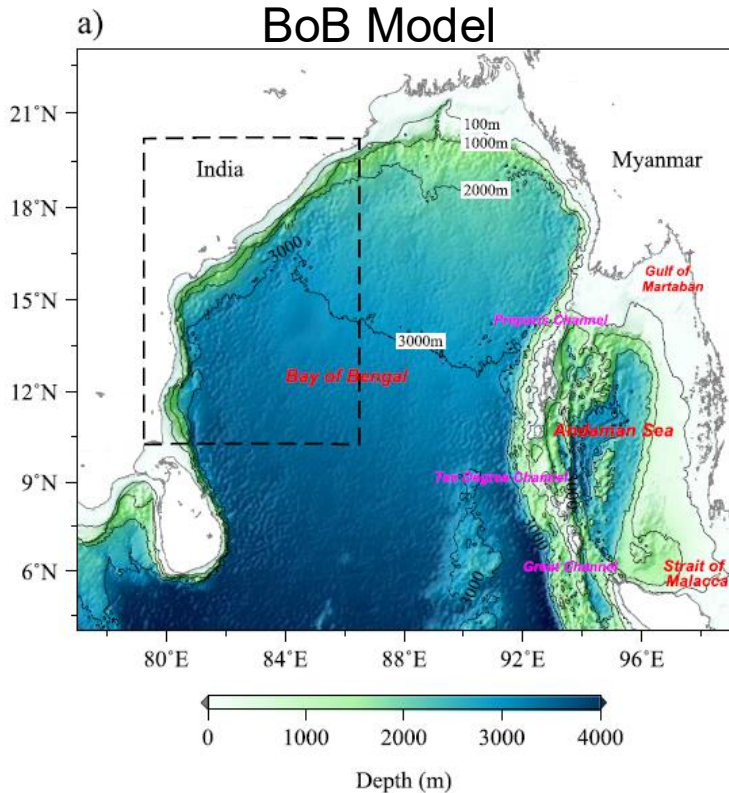 a)
BoB Model
21°N
18°N
15°N
12°N
9°N
6°N
India
Myanmar
100m
1000m
2000m
3000
3000m
Gulf of
Martaban
Preparis Channel
Bay of Bengal
Andaman Sea
Ten Degree Channel
Great Channel
Strait of
Malacca
80°E
84°E
88°E
92°E
96°E
0
1000
2000
3000
4000
Depth (m)